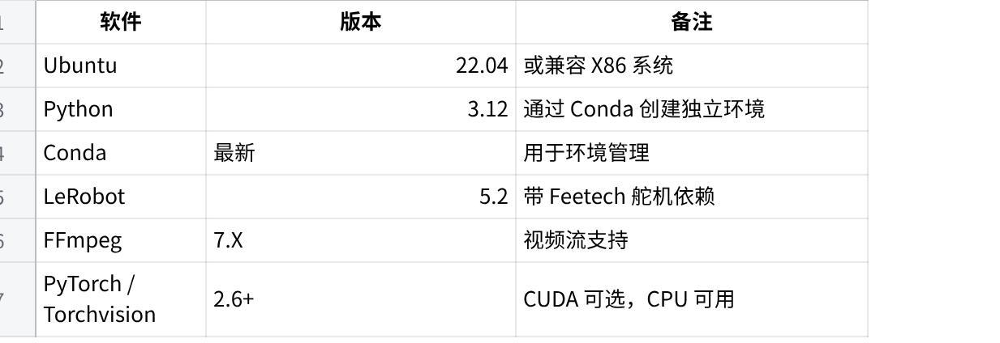 1 软件 版本 备注
2 Ubuntu 22.04 或兼容 X86 系统
3 Python 3.12 通过 Conda 创建独立环境
4 Conda 最新 用于环境管理
5 LeRobot 5.2 带 Feetech 舵机依赖
6 FFmpeg 7.X 视频流支持
7 PyTorch / Torchvision 2.6+ CUDA 可选，CPU 可用